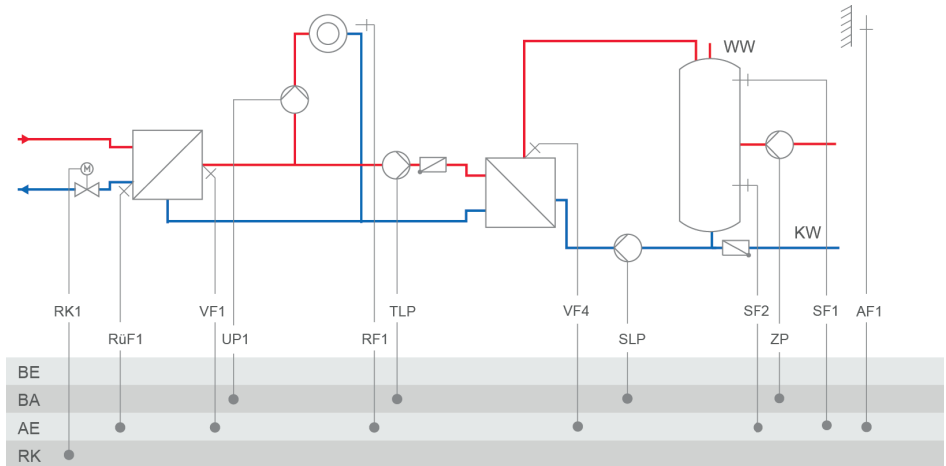 WW
M
KW
RK1 VF1 TLP VF4 SF2 SF1 AF1
RüF1 UP1 RF1 SLP ZP
BE
BA
AE
RK